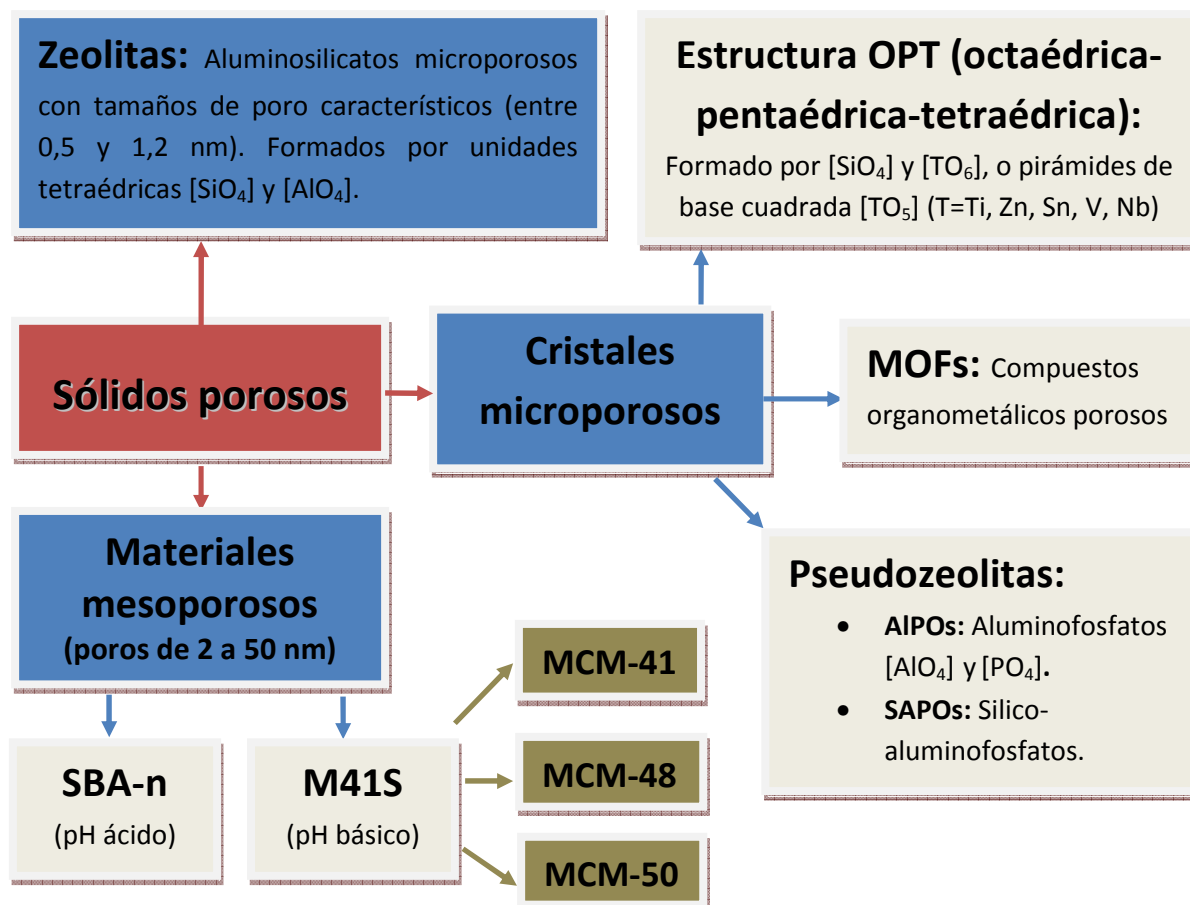 Zeolitas: Aluminosilicatos microporosos
con tamaños de poro característicos (entre
0,5 y 1,2 nm). Formados por unidades
tetraédricas [SiO₄] y [AlO₄].
Estructura OPT (octaédrica-
pentaédrica-tetraédrica):
Formado por [SiO₄] y [TO₆], o pirámides de
base cuadrada [TO₅] (T=Ti, Zn, Sn, V, Nb)
Sólidos porosos
Cristales
microporosos
MOFs: Compuestos
organometálicos porosos
Materiales
mesoporosos
(poros de 2 a 50 nm)
Pseudozeolitas:
• AlPOs: Aluminofosfatos
[AlO₄] y [PO₄].
• SAPOs: Silico-
aluminofosfatos.
SBA-n
(pH ácido)
M41S
(pH básico)
MCM-41
MCM-48
MCM-50